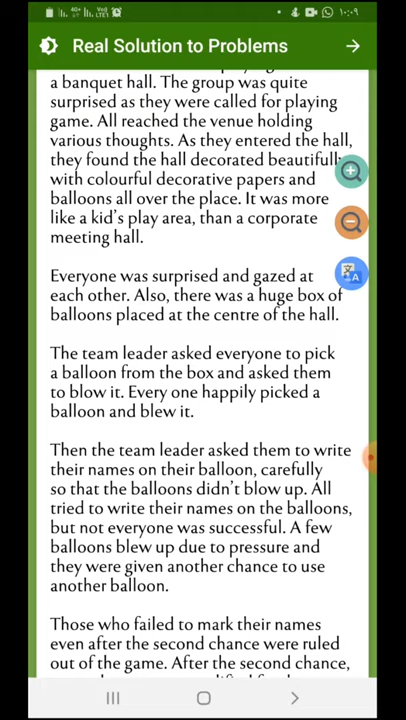 Real Solution to Problems
a banquet hall. The group was quite
surprised as they were called for playing
game. All reached the venue holding
various thoughts. As they entered the hall,
they found the hall decorated beautifully
with colourful decorative papers and
balloons all over the place. It was more
like a kid's play area, than a corporate
meeting hall.
Everyone was surprised and gazed at
each other. Also, there was a huge box of
balloons placed at the centre of the hall.
The team leader asked everyone to pick
a balloon from the box and asked them
to blow it. Every one happily picked a
balloon and blew it.
Then the team leader asked them to write
their names on their balloon, carefully
so that the balloons didn't blow up. All
tried to write their names on the balloons,
but not everyone was successful. A few
balloons blew up due to pressure and
they were given another chance to use
another balloon.
Those who failed to mark their names
even after the second chance were ruled
out of the game. After the second chance,